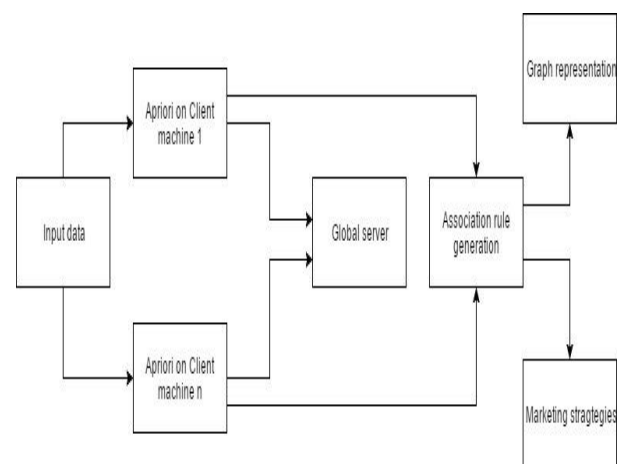 Graph representation
Apriori on Client
machine 1
Input data
Global server
Association rule
generation
Apriori on Client
machine n
Marketing stragtegies